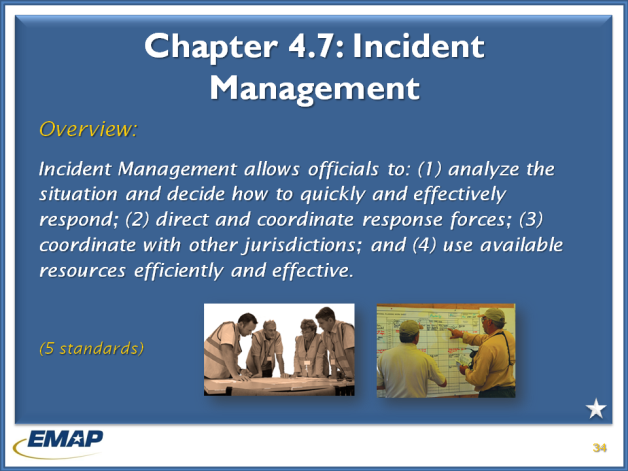 Chapter 4.7: Incident
Management
Overview:
Incident Management allows officials to: (1) analyze the
situation and decide how to quickly and effectively
respond; (2) direct and coordinate response forces; (3)
coordinate with other jurisdictions; and (4) use available
resources efficiently and effective.
(5 standards)
EMAP
34